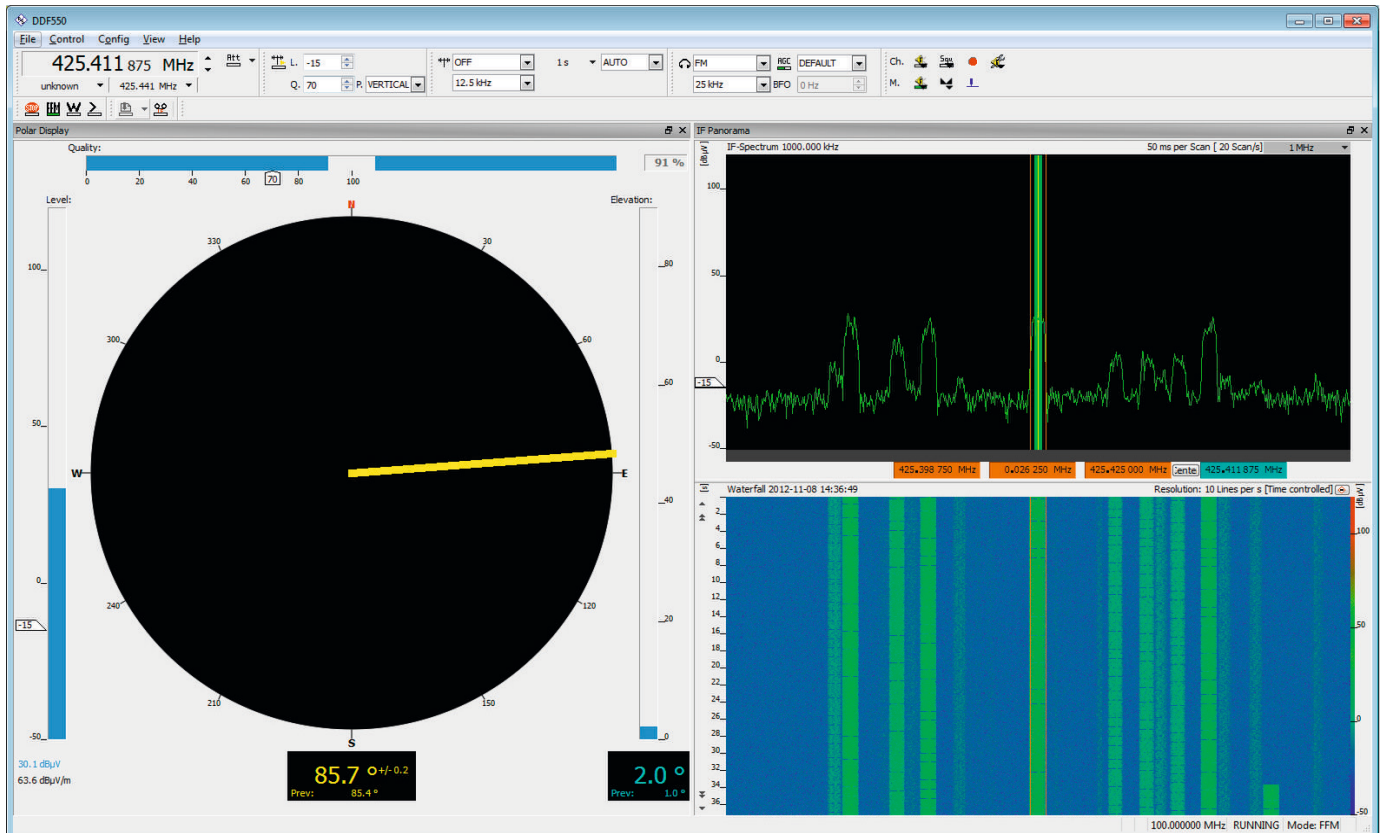 DDF550
File Control Config View Help
425.411 875 MHz Att L. -15 OFF 1 s AUTO FM AGC DEFAULT Ch. Squ
unknown 425.441 MHz Q. 70 P. VERTICAL 12.5 kHz 25 kHz BFO 0 Hz M.
Polar Display
Quality:
91 %
0 20 40 60 70 80 100
Level:
Elevation:
N
330
30
100
80
300
60
60
50
W
E
40
0
240
120
20
-15
210
150
-50
S
0
30.1 dBµV
63.6 dBµV/m
85.7 °+/- 0.2
Prev: 85.4 °
2.0 °
Prev: 1.0 °
IF Panorama
[dBµV]
IF-Spectrum 1000.000 kHz 50 ms per Scan [ 20 Scan/s] 1 MHz
100
50
0
-15
-50
425.398 750 MHz 0.026 250 MHz 425.425 000 MHz Cente 425.411 875 MHz
[s] Waterfall 2012-11-08 14:36:49 Resolution: 10 Lines per s [Time controlled] [dBµV]
2
4
6
8
10
12
14
16
18
20
22
24
26
28
30
32
34
36
100
50
0
-50
100.000000 MHz RUNNING Mode: FFM